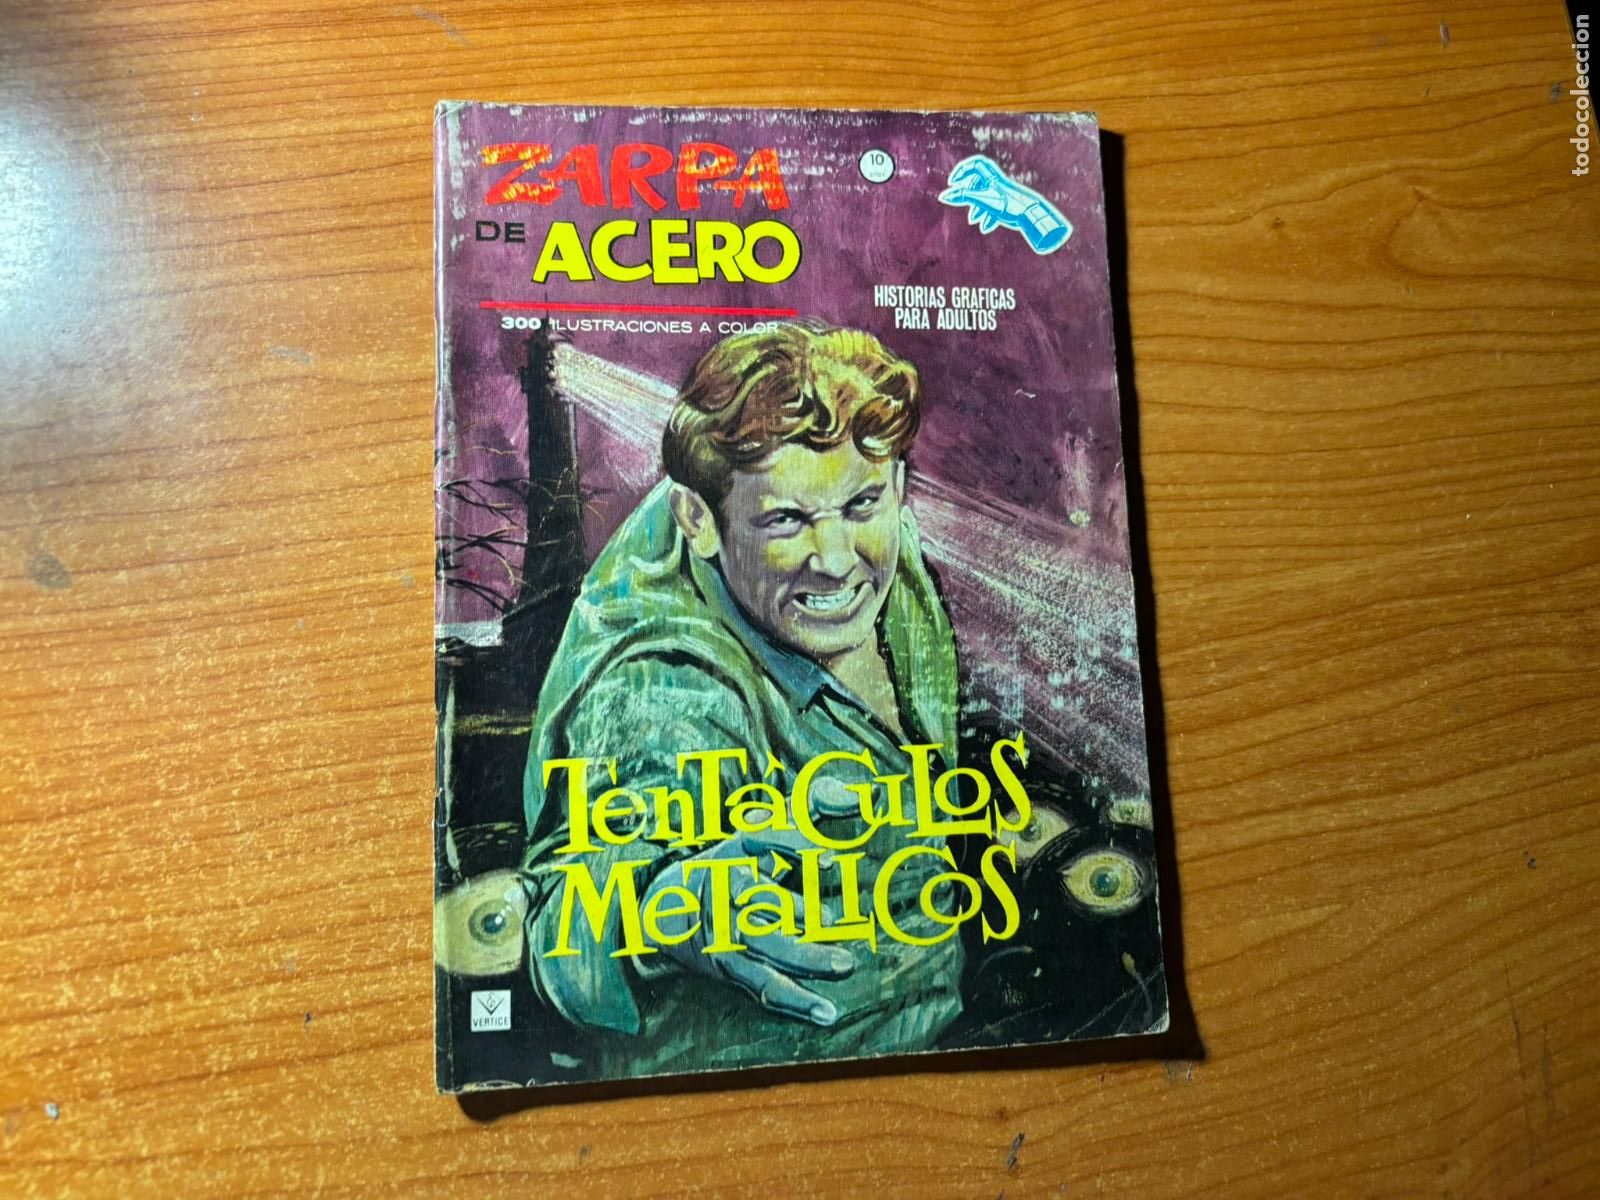 ZARPA
DE ACERO
10
ptas.
300 ILUSTRACIONES A COLOR
HISTORIAS GRAFICAS
PARA ADULTOS
TENTÁCULOS
METÁLICOS
VERTICE
todocoleccion